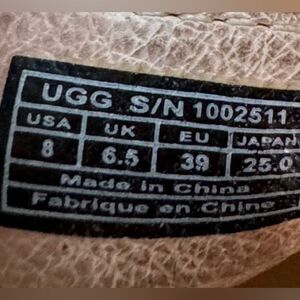 UGG S/N 1002511
USA UK EU JAPAN
8 6.5 39 25.0
Made in China
Fabrique en Chine